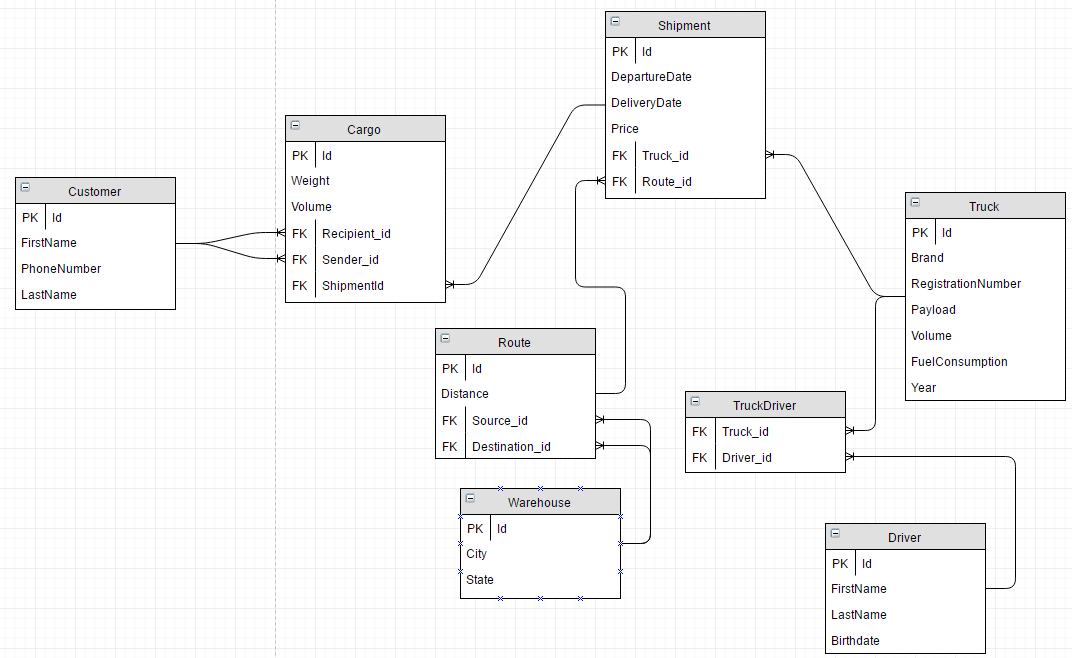 Shipment
PK Id
DepartureDate
DeliveryDate
Price
FK Truck_id
FK Route_id
Cargo
PK Id
Weight
Volume
FK Recipient_id
FK Sender_id
FK ShipmentId
Customer
PK Id
FirstName
PhoneNumber
LastName
Truck
PK Id
Brand
RegistrationNumber
Payload
Volume
FuelConsumption
Year
Route
PK Id
Distance
FK Source_id
FK Destination_id
TruckDriver
FK Truck_id
FK Driver_id
Warehouse
PK Id
City
State
Driver
PK Id
FirstName
LastName
Birthdate